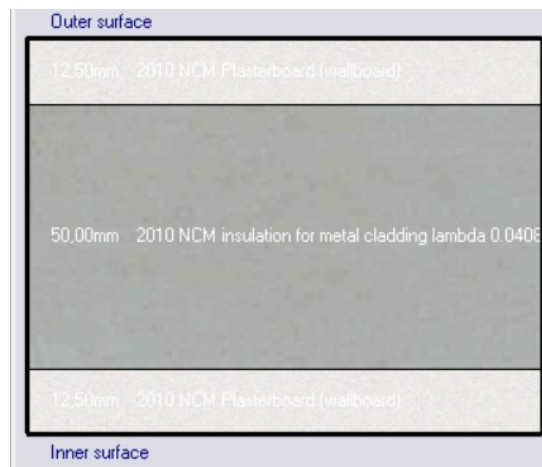 Outer surface
12,50mm 2010 NCM Plasterboard (wallboard)
50,00mm 2010 NCM insulation for metal cladding lambda 0.0408
Inner surface
12,50mm 2010 NCM Plasterboard (wallboard)